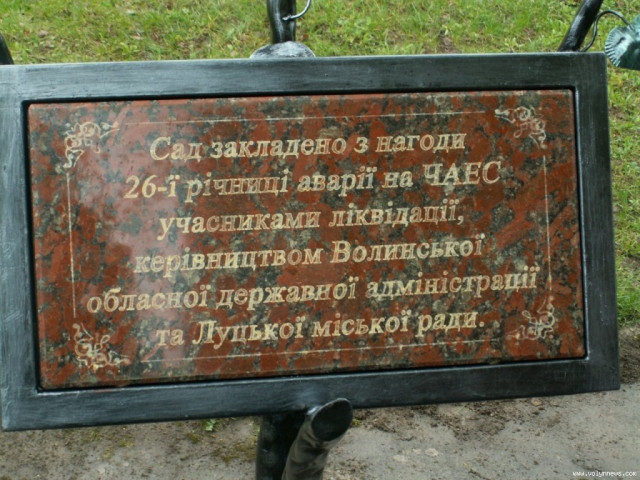 Сад закладено з нагоди
26-ї річниці аварії на ЧАЕС
учасниками ліквідації,
керівництвом Волинської
обласної державної адміністрації
та Луцької міської ради.
www.volynnews.com